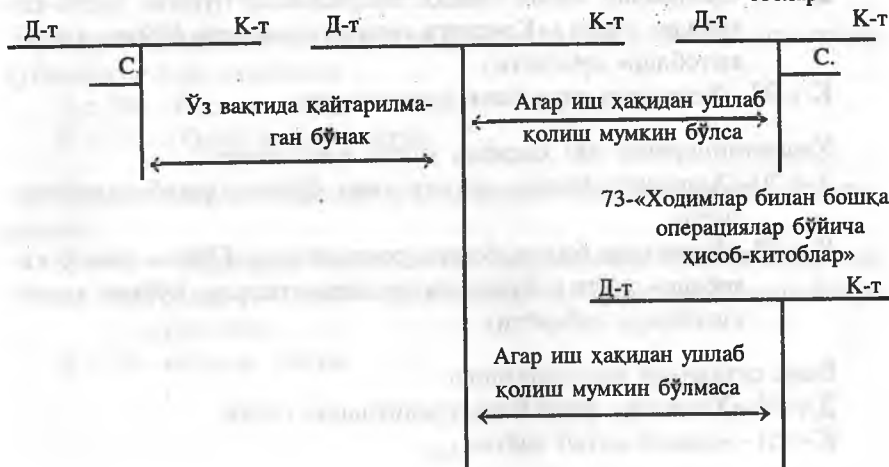 Д-т К-т Д-т К-т Д-т К-т
С. С.
Ўз вақтида қайтарилма-
ган бўнак
Агар иш ҳақидан ушлаб
қолиш мумкин бўлса
73-«Ходимлар билан бошқа
операциялар бўйича
ҳисоб-китоблар»
Д-т К-т
Агар иш ҳақидан ушлаб
қолиш мумкин бўлмаса